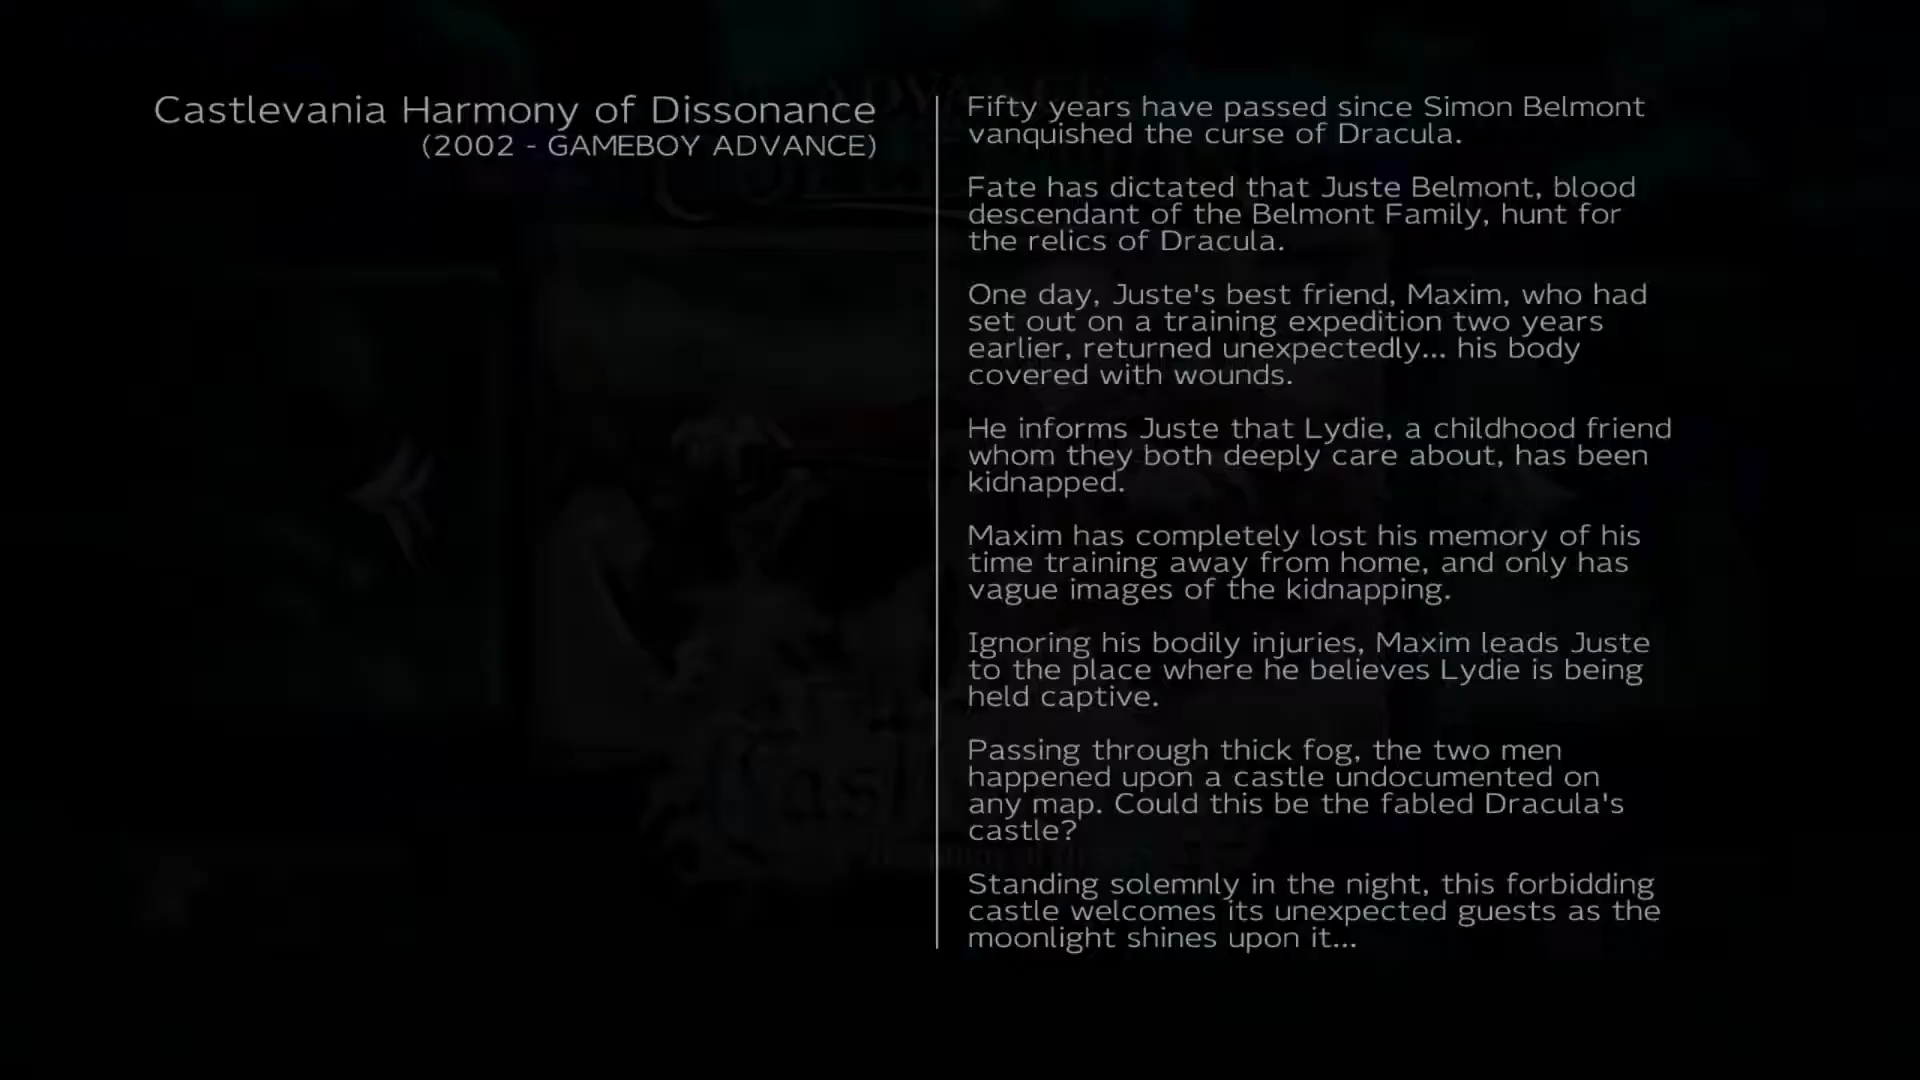 Castlevania Harmony of Dissonance
(2002 - GAMEBOY ADVANCE)
Fifty years have passed since Simon Belmont
vanquished the curse of Dracula.
Fate has dictated that Juste Belmont, blood
descendant of the Belmont Family, hunt for
the relics of Dracula.
One day, Juste's best friend, Maxim, who had
set out on a training expedition two years
earlier, returned unexpectedly... his body
covered with wounds.
He informs Juste that Lydie, a childhood friend
whom they both deeply care about, has been
kidnapped.
Maxim has completely lost his memory of his
time training away from home, and only has
vague images of the kidnapping.
Ignoring his bodily injuries, Maxim leads Juste
to the place where he believes Lydie is being
held captive.
Passing through thick fog, the two men
happened upon a castle undocumented on
any map. Could this be the fabled Dracula's
castle?
Standing solemnly in the night, this forbidding
castle welcomes its unexpected guests as the
moonlight shines upon it...